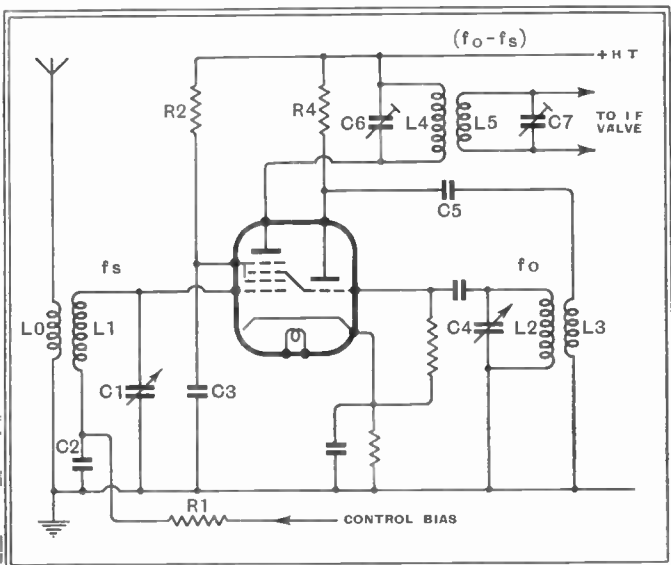 (fo-fs)
+HT
R2
R4
C6
L4
L5
C7
TO IF
VALVE
C5
fs
fo
L0
L1
C4
L2
L3
C1
C3
C2
R1
CONTROL BIAS